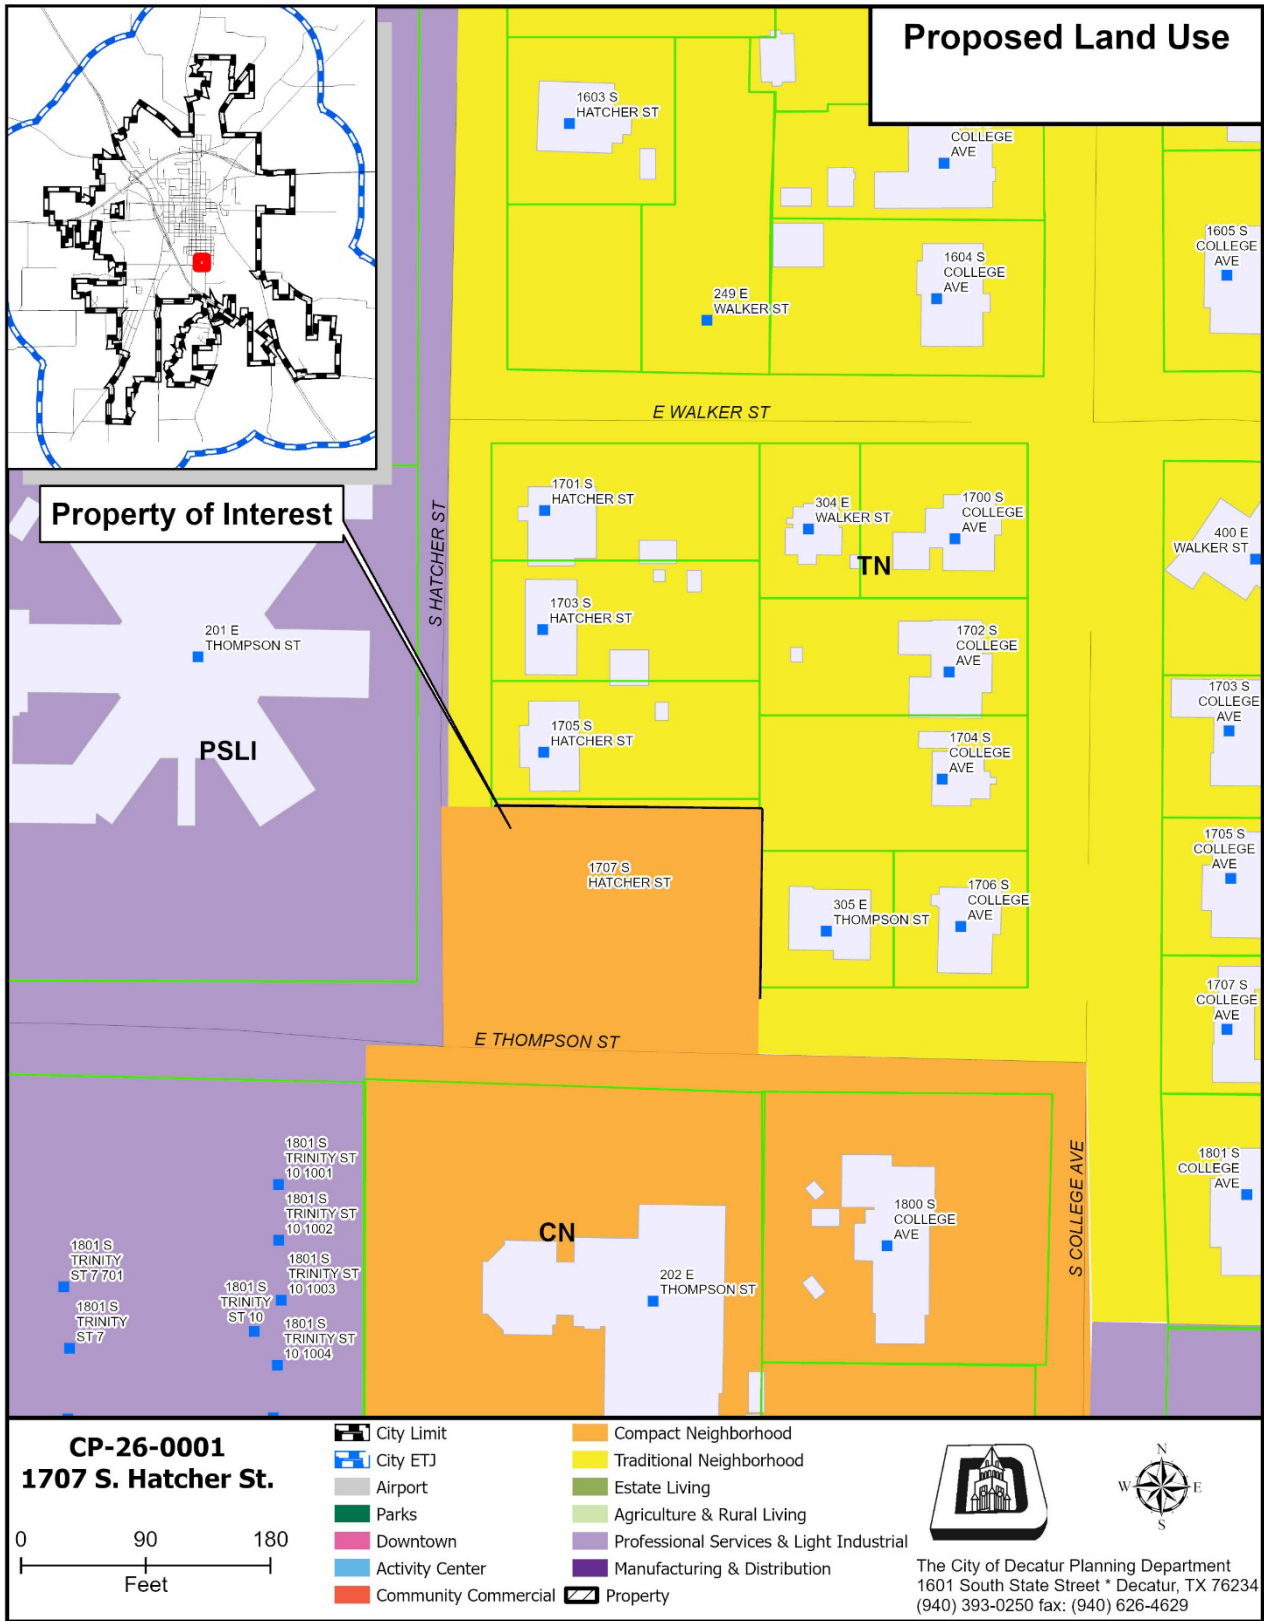 Proposed Land Use
1603 S
HATCHER ST
COLLEGE
AVE
1605 S
COLLEGE
AVE
1604 S
COLLEGE
AVE
249 E
WALKER ST
E WALKER ST
Property of Interest
S HATCHER ST
1701 S
HATCHER ST
304 E
WALKER ST
1700 S
COLLEGE
AVE
400 E
WALKER ST
TN
1703 S
HATCHER ST
201 E
THOMPSON ST
1702 S
COLLEGE
AVE
1703 S
COLLEGE
AVE
1705 S
HATCHER ST
1704 S
COLLEGE
AVE
PSLI
1705 S
COLLEGE
AVE
1707 S
HATCHER ST
305 E
THOMPSON ST
1706 S
COLLEGE
AVE
1707 S
COLLEGE
AVE
E THOMPSON ST
1801 S
TRINITY ST
10 1001
1801 S
COLLEGE
AVE
1801 S
TRINITY ST
10 1002
1800 S
COLLEGE
AVE
S COLLEGE AVE
CN
1801 S
TRINITY
ST 7 701
1801 S
TRINITY ST
10 1003
202 E
THOMPSON ST
1801 S
TRINITY
ST 10
1801 S
TRINITY
ST 7
1801 S
TRINITY ST
10 1004
CP-26-0001
1707 S. Hatcher St.
0 90 180
Feet
City Limit
City ETJ
Airport
Parks
Downtown
Activity Center
Community Commercial
Compact Neighborhood
Traditional Neighborhood
Estate Living
Agriculture & Rural Living
Professional Services & Light Industrial
Manufacturing & Distribution
Property
D
N
W E
S
The City of Decatur Planning Department
1601 South State Street * Decatur, TX 76234
(940) 393-0250 fax: (940) 626-4629